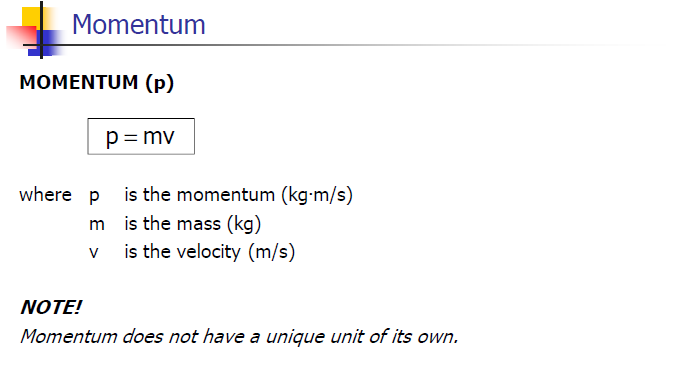 Momentum
MOMENTUM (p)
p = mv
where p is the momentum (kg·m/s)
m is the mass (kg)
v is the velocity (m/s)
NOTE!
Momentum does not have a unique unit of its own.